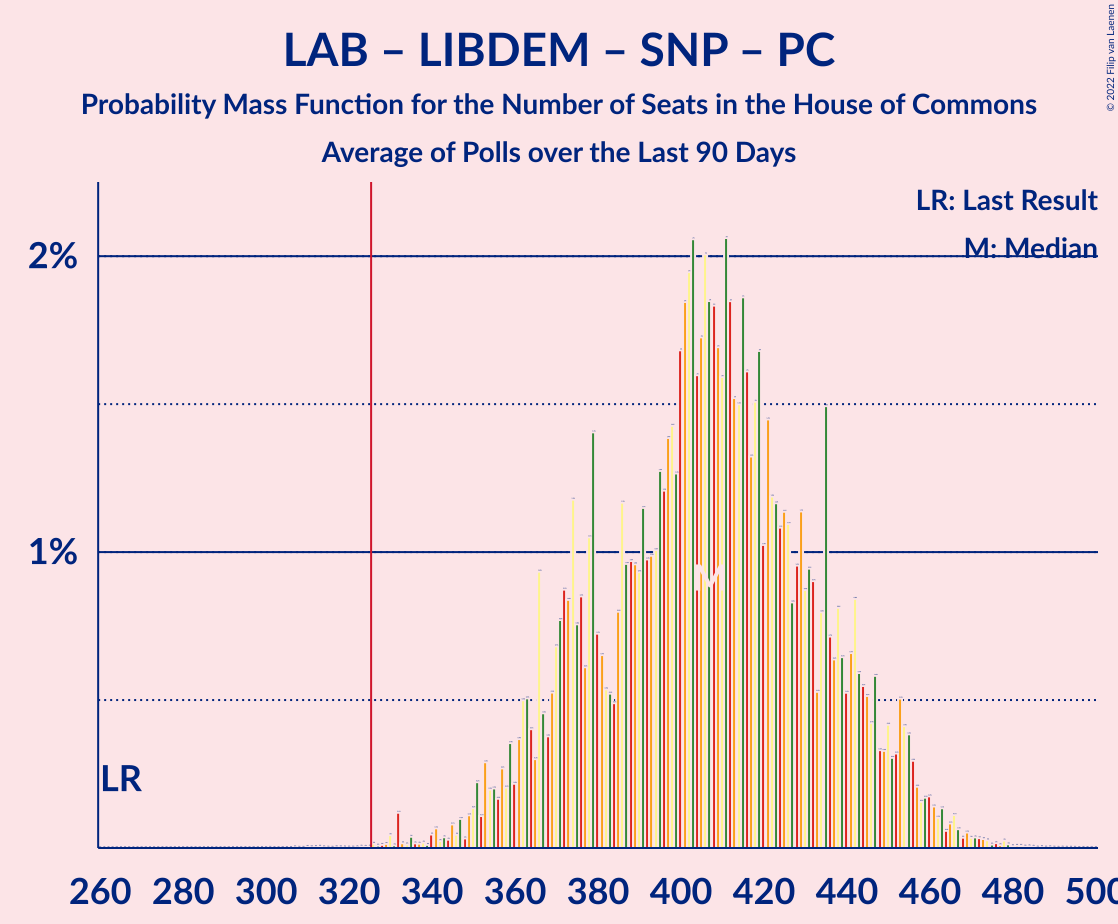 LAB – LIBDEM – SNP – PC
Probability Mass Function for the Number of Seats in the House of Commons
Average of Polls over the Last 90 Days
© 2022 Filip van Laenen
LR: Last Result
M: Median
2%
1%
M
LR
260 280 300 320 340 360 380 400 420 440 460 480 500